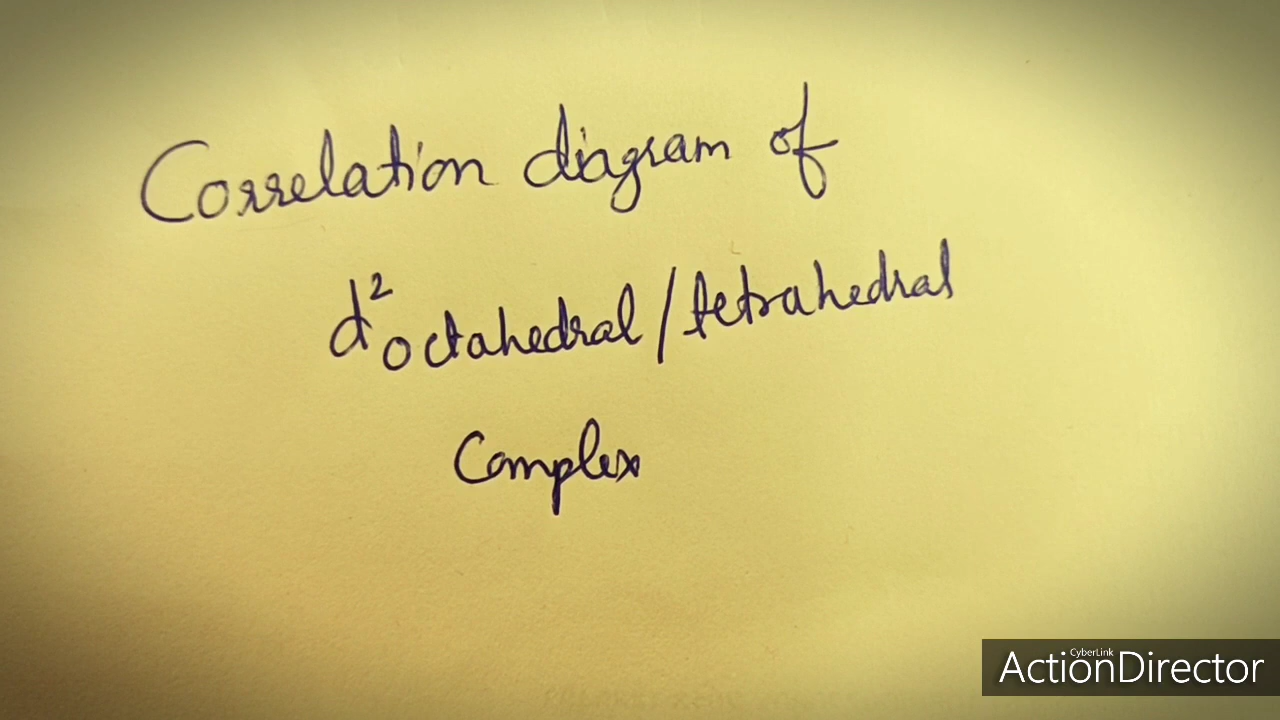 Correlation diagram of
d² octahedral/tetrahedral
Complex
CyberLink
ActionDirector